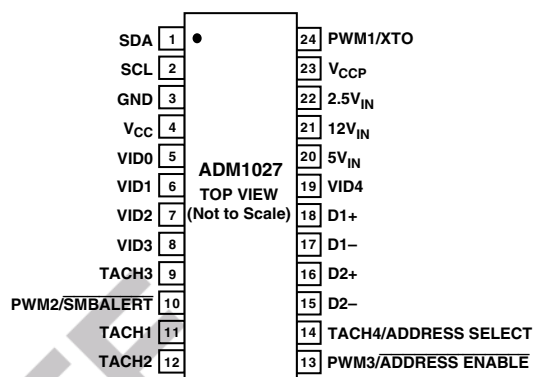 SDA 1
SCL 2
GND 3
VCC 4
VID0 5
VID1 6
VID2 7
VID3 8
TACH3 9
PWM2/SMBALERT 10
TACH1 11
TACH2 12
ADM1027
TOP VIEW
(Not to Scale)
24 PWM1/XTO
23 VCCP
22 2.5VIN
21 12VIN
20 5VIN
19 VID4
18 D1+
17 D1–
16 D2+
15 D2–
14 TACH4/ADDRESS SELECT
13 PWM3/ADDRESS ENABLE